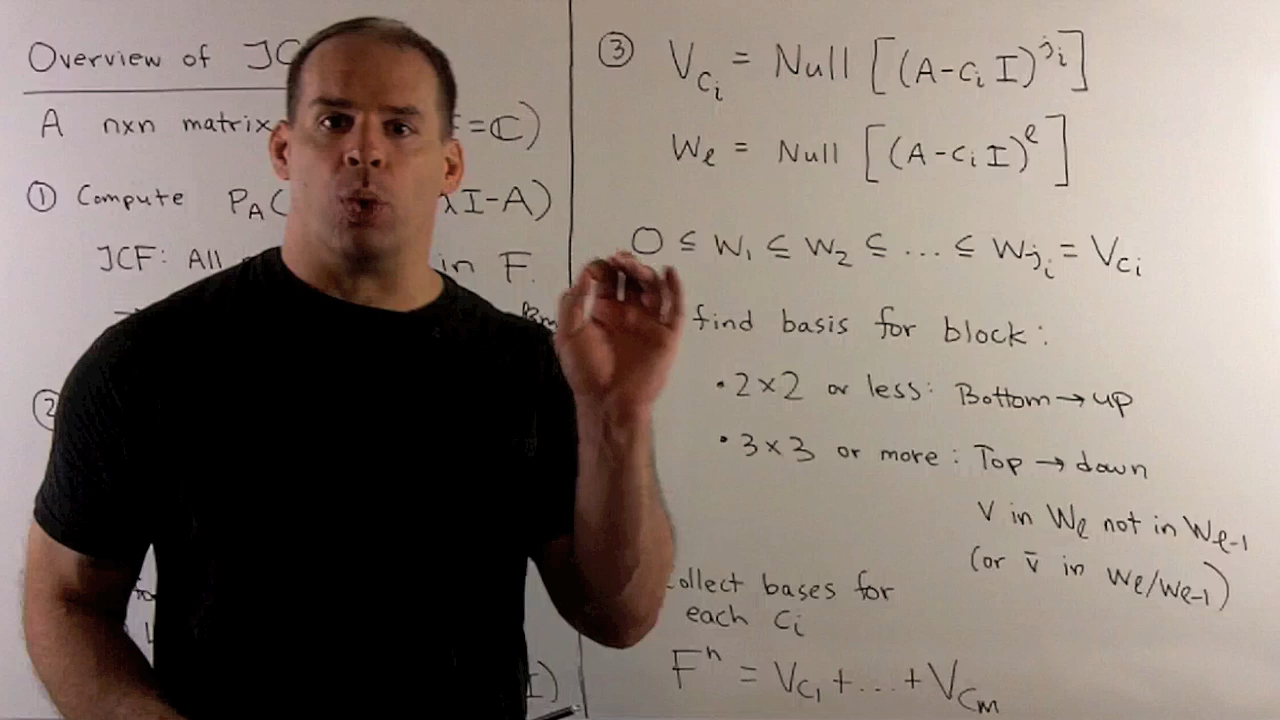 Overview of JC
A nxn matrix =ℂ)
① Compute P_A( λI-A)
JCF: All in F.
②
I)
③ V_{c_i} = Null [(A-c_i I)^{j_i}]
W_ℓ = Null [(A-c_i I)^ℓ]
0 ⊆ W_1 ⊆ W_2 ⊆ ... ⊆ W_{j_i} = V_{c_i}
find basis for block:
• 2×2 or less: Bottom → up
• 3×3 or more: Top → down
v in W_ℓ not in W_{ℓ-1}
(or v̄ in W_ℓ/W_{ℓ-1})
ollect bases for
each c_i
F^n = V_{c_1} + ... + V_{c_m}